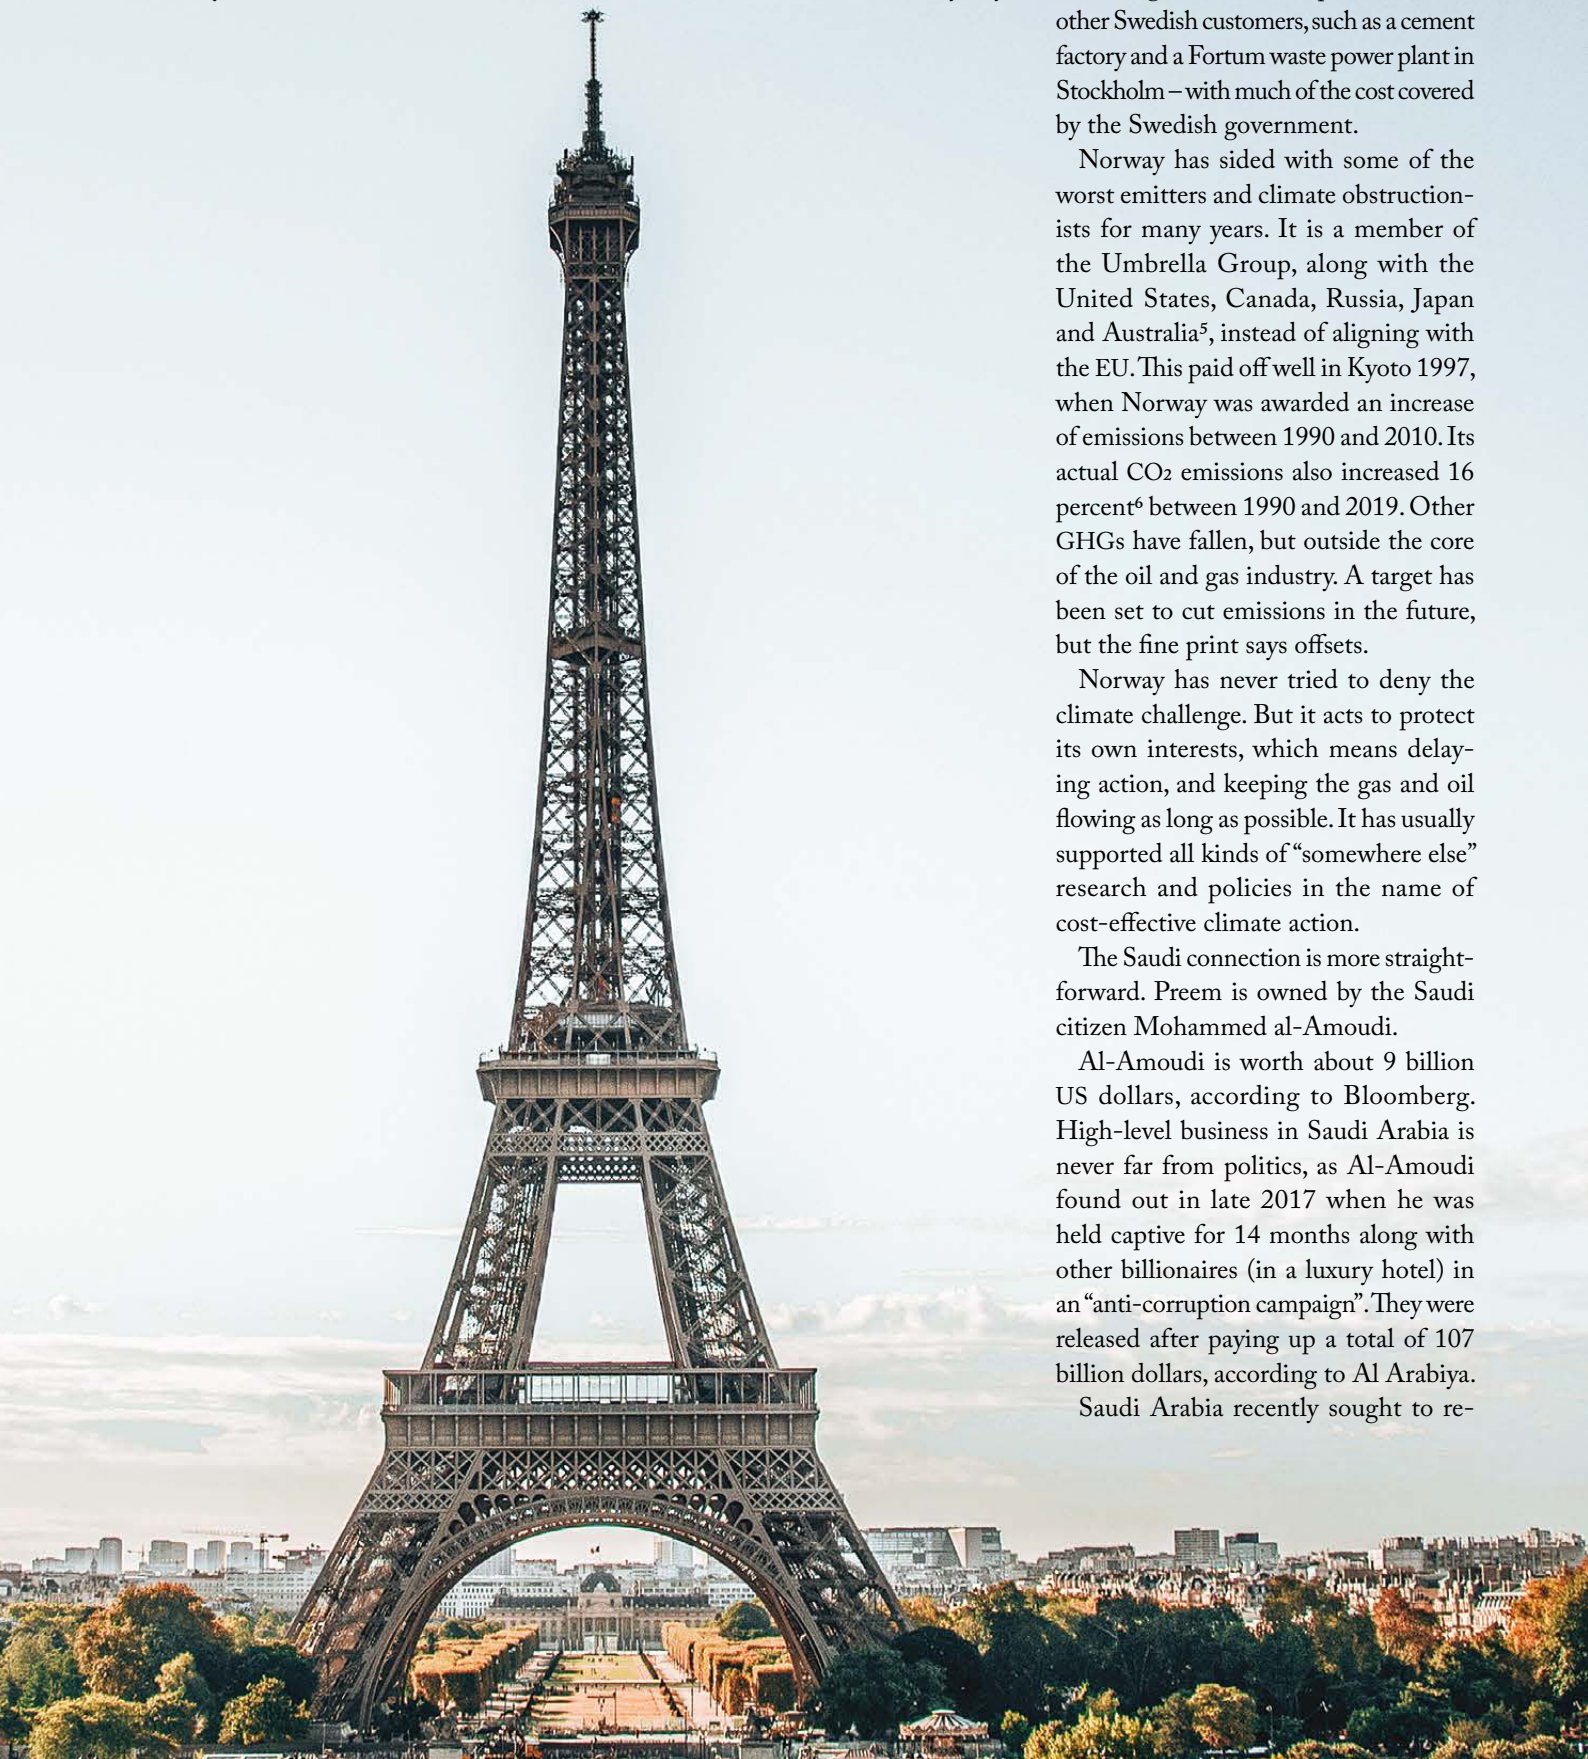 other Swedish customers, such as a cement
factory and a Fortum waste power plant in
Stockholm – with much of the cost covered
by the Swedish government.
Norway has sided with some of the
worst emitters and climate obstruction-
ists for many years. It is a member of
the Umbrella Group, along with the
United States, Canada, Russia, Japan
and Australia⁵, instead of aligning with
the EU. This paid off well in Kyoto 1997,
when Norway was awarded an increase
of emissions between 1990 and 2010. Its
actual CO₂ emissions also increased 16
percent⁶ between 1990 and 2019. Other
GHGs have fallen, but outside the core
of the oil and gas industry. A target has
been set to cut emissions in the future,
but the fine print says offsets.
Norway has never tried to deny the
climate challenge. But it acts to protect
its own interests, which means delay-
ing action, and keeping the gas and oil
flowing as long as possible. It has usually
supported all kinds of “somewhere else”
research and policies in the name of
cost-effective climate action.
The Saudi connection is more straight-
forward. Preem is owned by the Saudi
citizen Mohammed al-Amoudi.
Al-Amoudi is worth about 9 billion
US dollars, according to Bloomberg.
High-level business in Saudi Arabia is
never far from politics, as Al-Amoudi
found out in late 2017 when he was
held captive for 14 months along with
other billionaires (in a luxury hotel) in
an “anti-corruption campaign”. They were
released after paying up a total of 107
billion dollars, according to Al Arabiya.
Saudi Arabia recently sought to re-